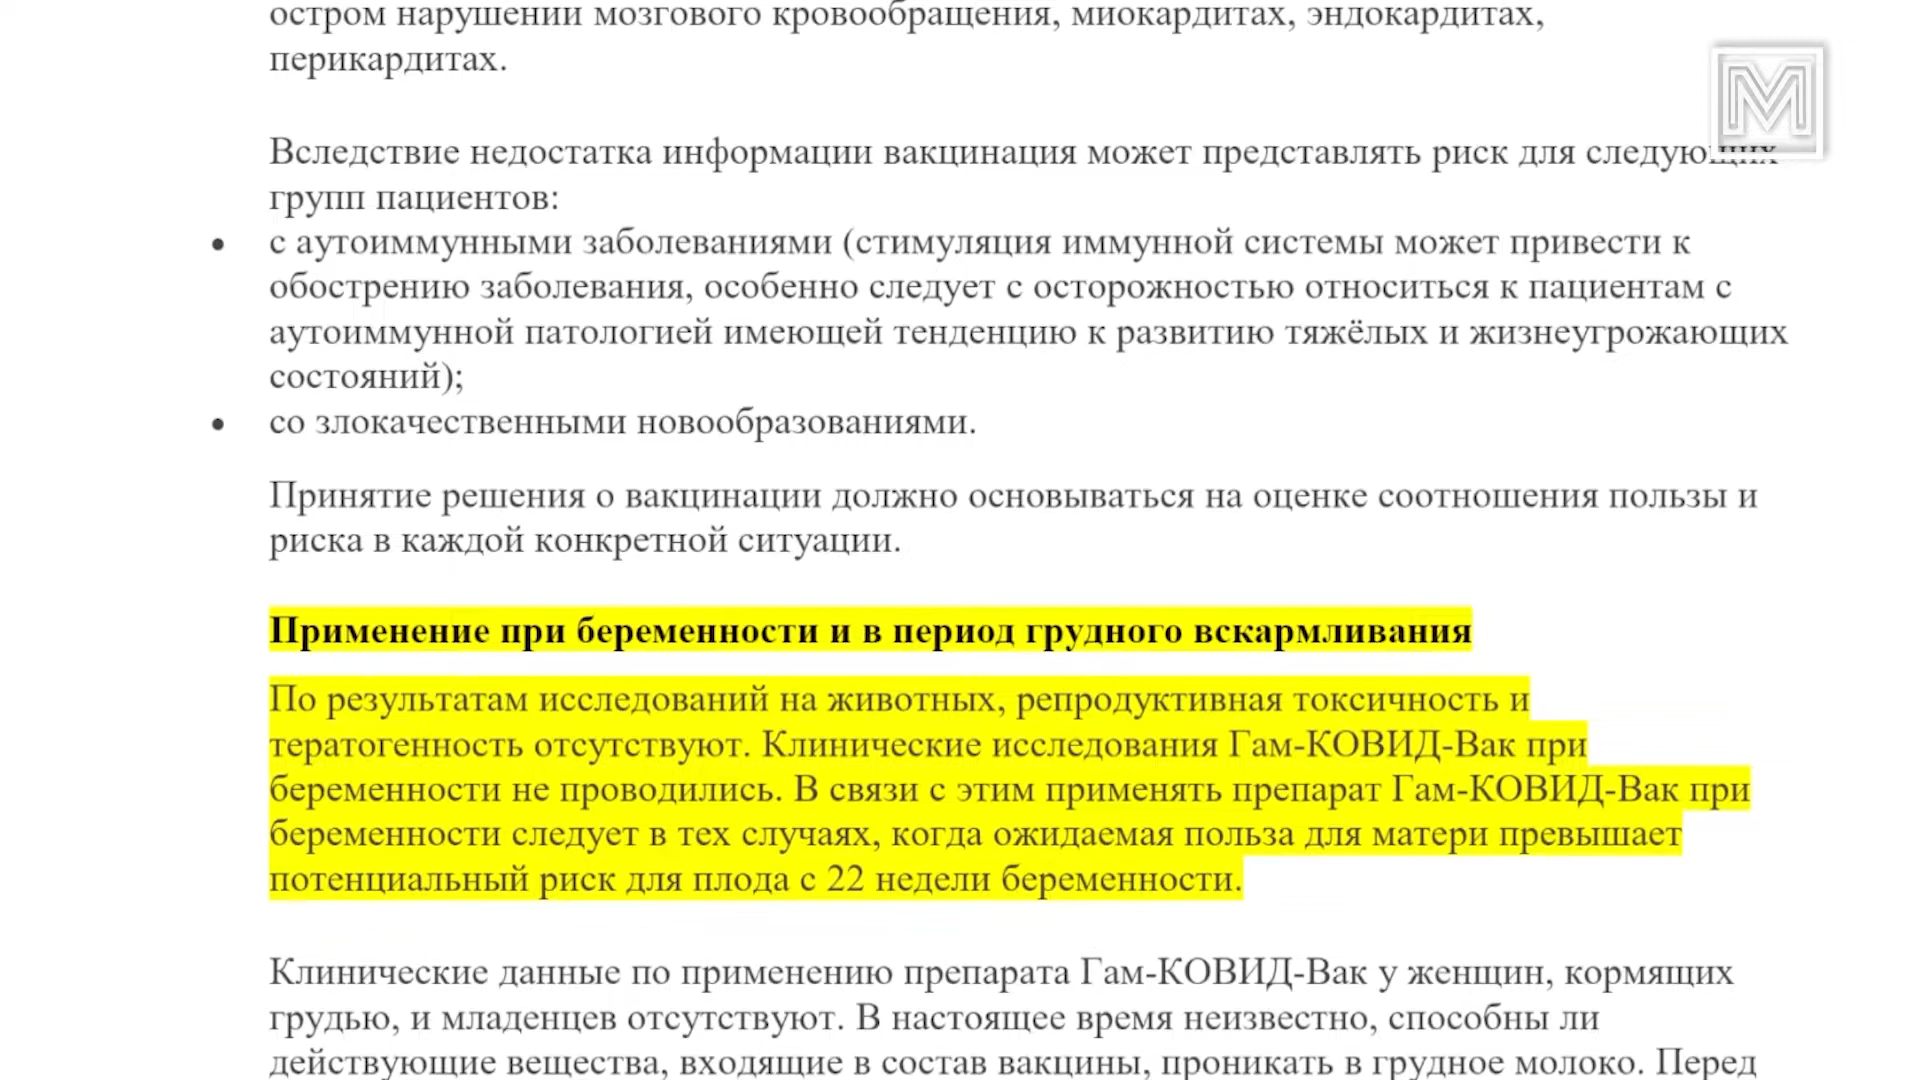 остром нарушении мозгового кровообращения, миокардитах, эндокардитах,
перикардитах.
М
Вследствие недостатка информации вакцинация может представлять риск для следующих
групп пациентов:
• с аутоиммунными заболеваниями (стимуляция иммунной системы может привести к
обострению заболевания, особенно следует с осторожностью относиться к пациентам с
аутоиммунной патологией имеющей тенденцию к развитию тяжёлых и жизнеугрожающих
состояний);
• со злокачественными новообразованиями.
Принятие решения о вакцинации должно основываться на оценке соотношения пользы и
риска в каждой конкретной ситуации.
Применение при беременности и в период грудного вскармливания
По результатам исследований на животных, репродуктивная токсичность и
тератогенность отсутствуют. Клинические исследования Гам-КОВИД-Вак при
беременности не проводились. В связи с этим применять препарат Гам-КОВИД-Вак при
беременности следует в тех случаях, когда ожидаемая польза для матери превышает
потенциальный риск для плода с 22 недели беременности.
Клинические данные по применению препарата Гам-КОВИД-Вак у женщин, кормящих
грудью, и младенцев отсутствуют. В настоящее время неизвестно, способны ли
действующие вещества, входящие в состав вакцины, проникать в грудное молоко. Перед